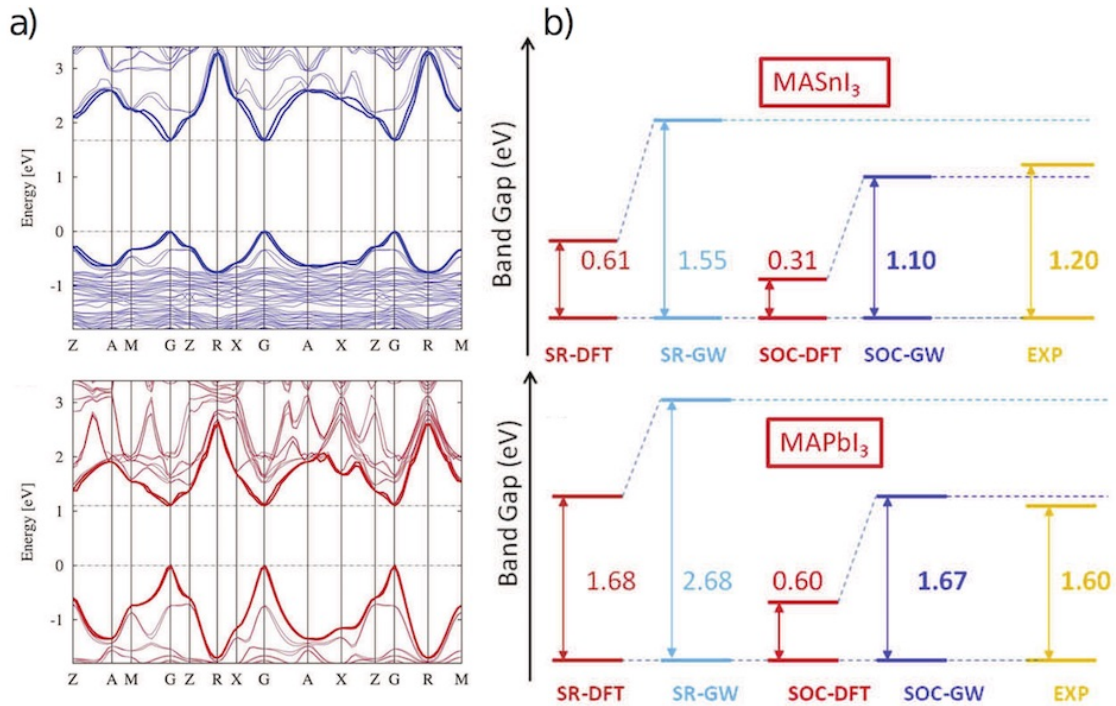 a)
3
2
1
0
-1
Energy [eV]
Z A M G Z R X G A X Z G R M
3
2
1
0
-1
Energy [eV]
Z A M G Z R X G A X Z G R M
b)
Band Gap (eV)
MASnI₃
0.61 1.55 0.31 1.10 1.20
SR-DFT SR-GW SOC-DFT SOC-GW EXP
Band Gap (eV)
MAPbI₃
1.68 2.68 0.60 1.67 1.60
SR-DFT SR-GW SOC-DFT SOC-GW EXP